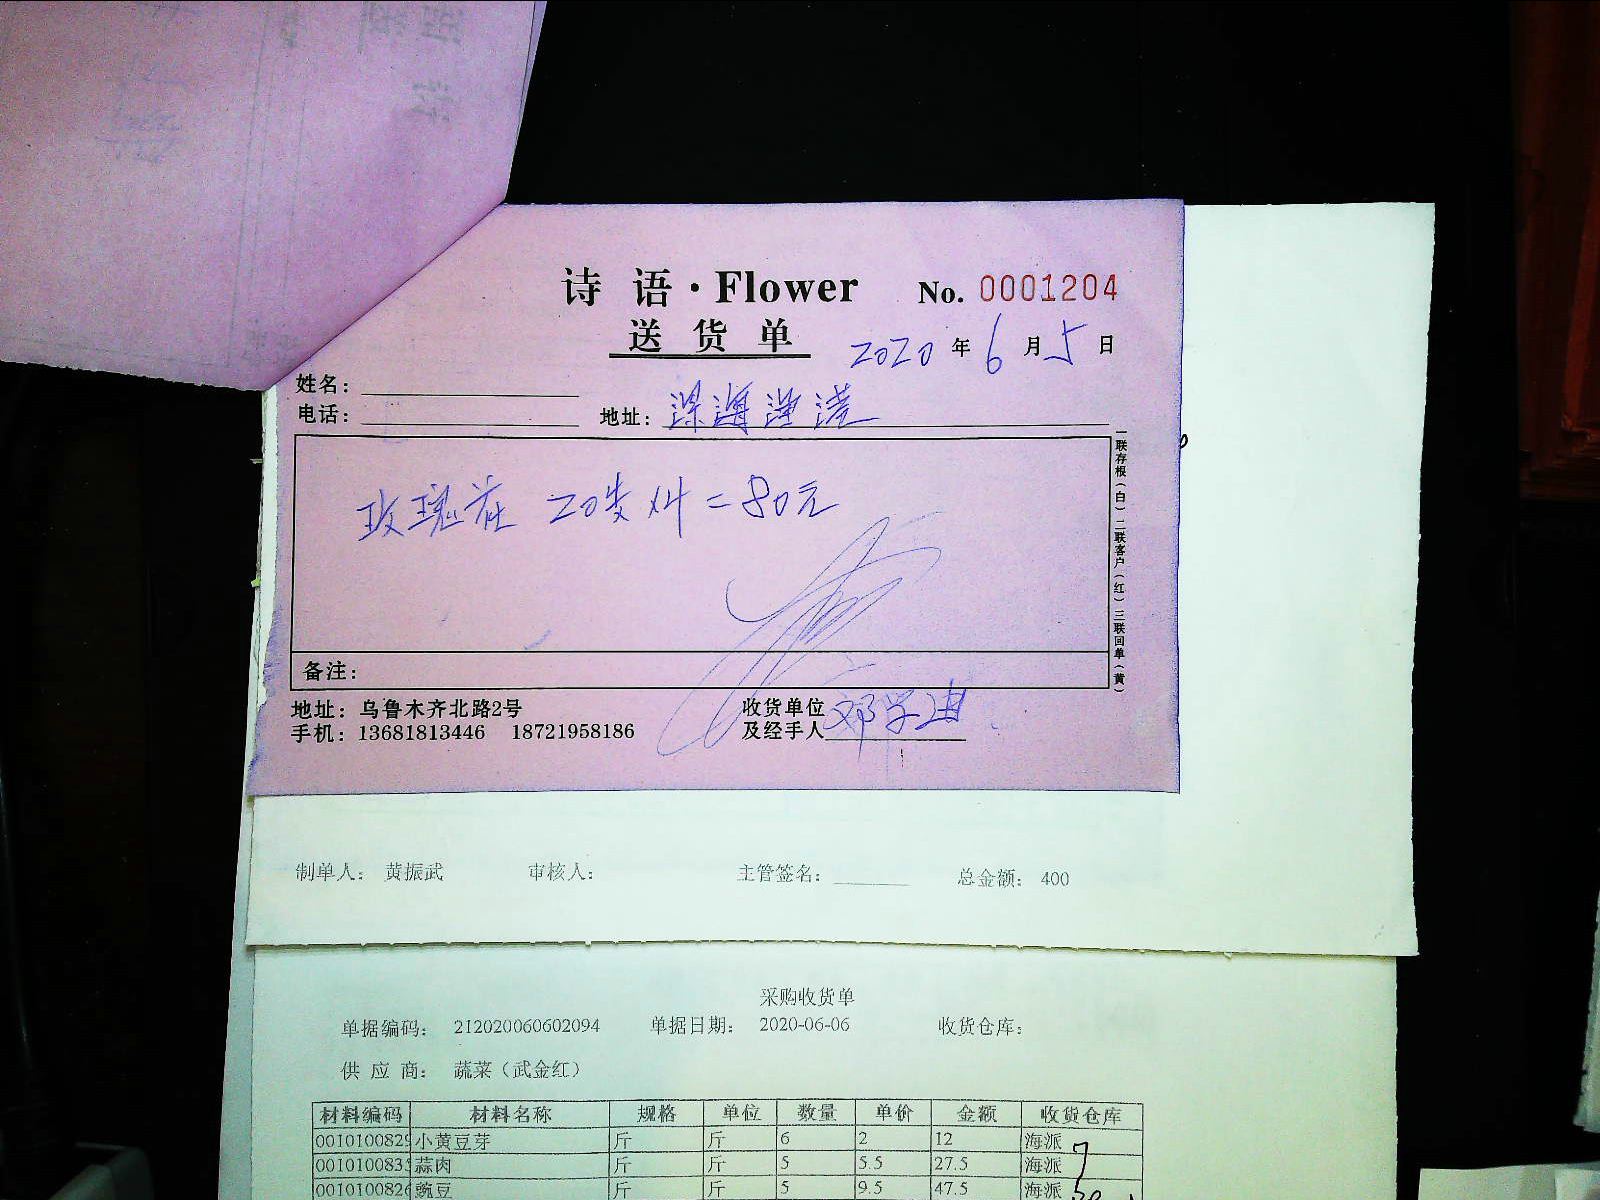 诗 语·Flower No. 0001204
送 货 单 2020 年 6 月 5 日
姓名：
电话： 地址： 深海渔港
玫瑰花 20支×4=80元
备注：
地址：乌鲁木齐北路2号
手机：13681813446 18721958186
收货单位
及经手人 邓学进
一联存根（白）二联客户（红）三联回单（黄）
制单人： 黄振武 审核人： 主管签名： 总金额： 400
采购收货单
单据编码： 212020060602094 单据日期： 2020-06-06 收货仓库：
供 应 商： 蔬菜（武金红）
材料编码 材料名称 规格 单位 数量 单价 金额 收货仓库
0010100829 小黄豆芽 斤 斤 6 2 12 海派
001010083 蒜肉 斤 斤 5 5.5 27.5 海派
001010082 豌豆 斤 斤 5 9.5 47.5 海派